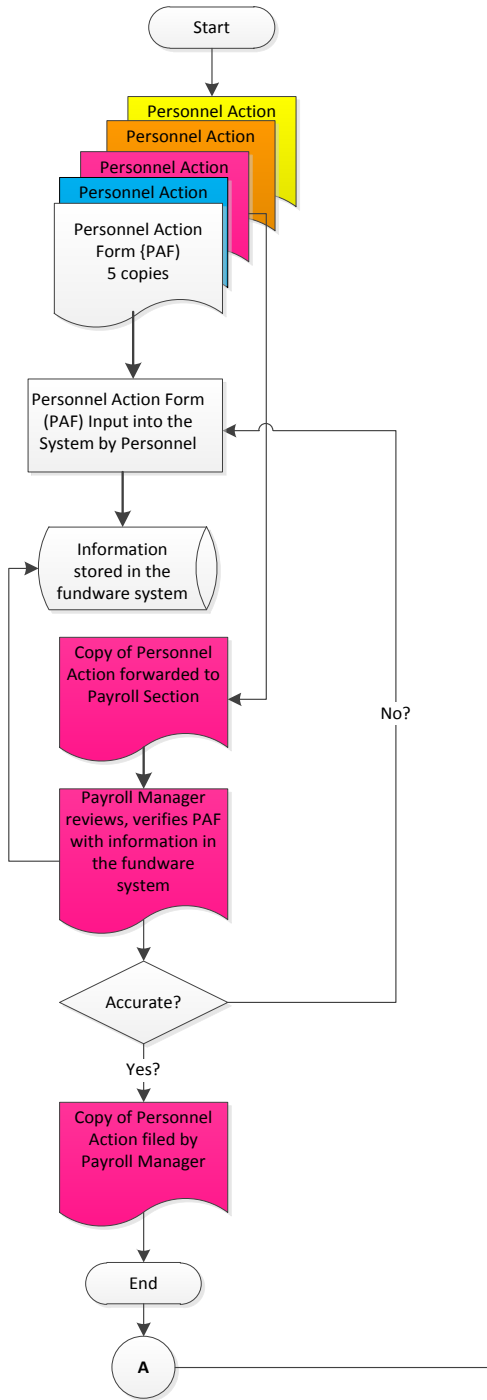 Start
Personnel Action
Personnel Action
Personnel Action
Personnel Action
Personnel Action
Form {PAF)
5 copies
Personnel Action Form
(PAF) Input into the
System by Personnel
Information
stored in the
fundware system
Copy of Personnel
Action forwarded to
Payroll Section
No?
Payroll Manager
reviews, verifies PAF
with information in
the fundware
system
Accurate?
Yes?
Copy of Personnel
Action filed by
Payroll Manager
End
A